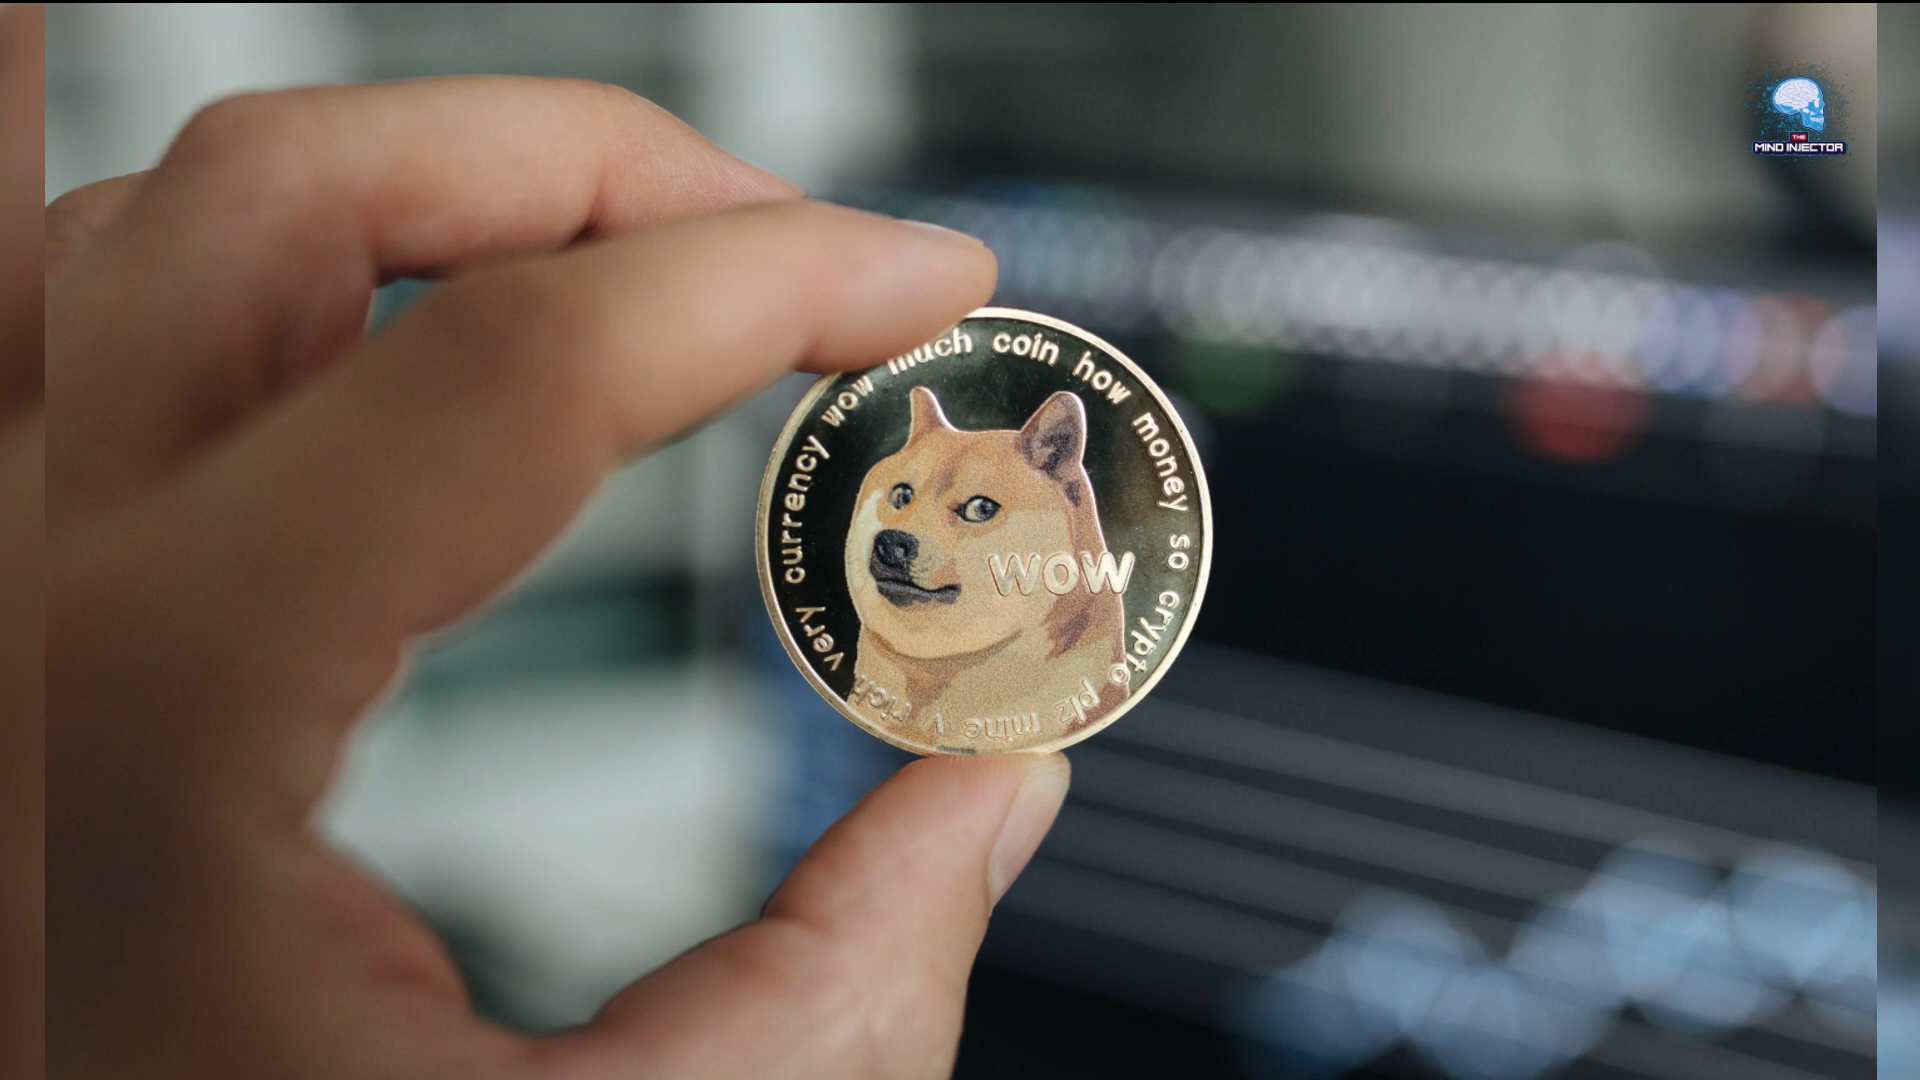 very currency wow much coin how money so crypto plz mine v rich
wow
THE
MIND INJECTOR